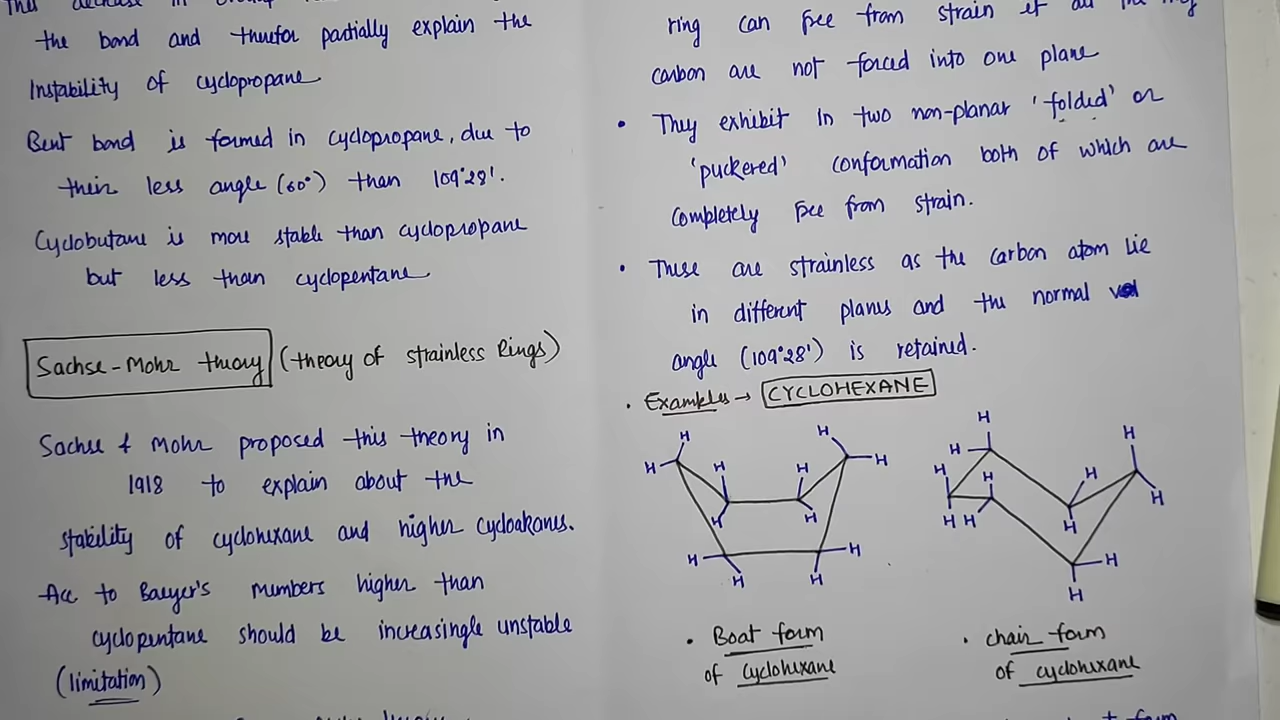 the bond and thuefor partially explain the
Instability of cyclopropane
Bent bond is formed in cyclopropane, due to
their less angle (60°) than 109°28'.
Cyclobutane is more stable than cyclopropane
but less than cyclopentane
Sachse-Mohr theory (theory of strainless Rings)
Sachse & Mohr proposed this theory in
1918 to explain about the
stability of cyclohexane and higher cycloakanes.
Acc to Baeyer's members higher than
cyclopentane should be increasingle unstable
(limitation)
ring can free from strain if all the ring
carbon are not forced into one plane
• They exhibit in two non-planar 'folded' or
'puckered' conformation both of which are
completely free from strain.
• These are strainless as the carbon atom lie
in different planes and the normal
angle (109°28') is retained.
• Examples → CYCLOHEXANE
H H H H H H H H H H H H
H H H H H H H H H H H H
• Boat form
of cyclohexane
• chair form
of cyclohexane